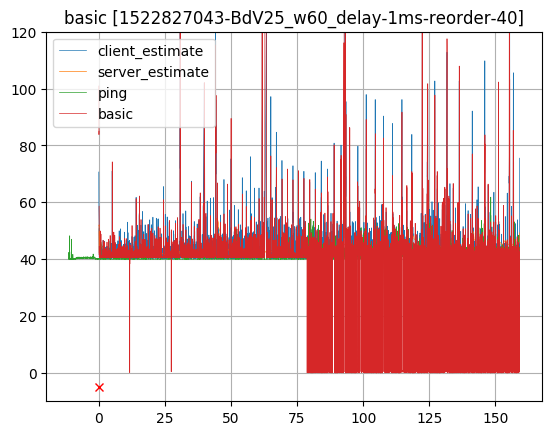 basic [1522827043-BdV25_w60_delay-1ms-reorder-40]
120
100
80
60
40
20
0
client_estimate
server_estimate
ping
basic
0 25 50 75 100 125 150